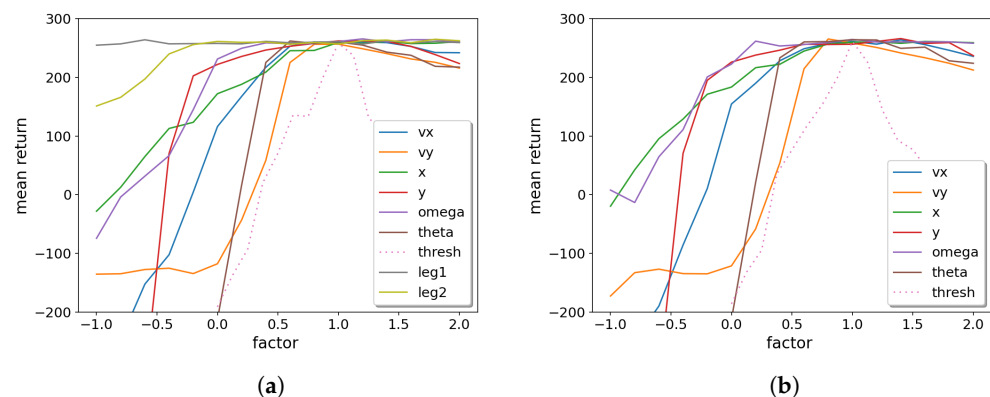 300
200
100
0
−100
−200
mean return
−1.0 −0.5 0.0 0.5 1.0 1.5 2.0
factor
vx
vy
x
y
omega
theta
thresh
leg1
leg2
(a)
300
200
100
0
−100
−200
mean return
−1.0 −0.5 0.0 0.5 1.0 1.5 2.0
factor
vx
vy
x
y
omega
theta
thresh
(b)